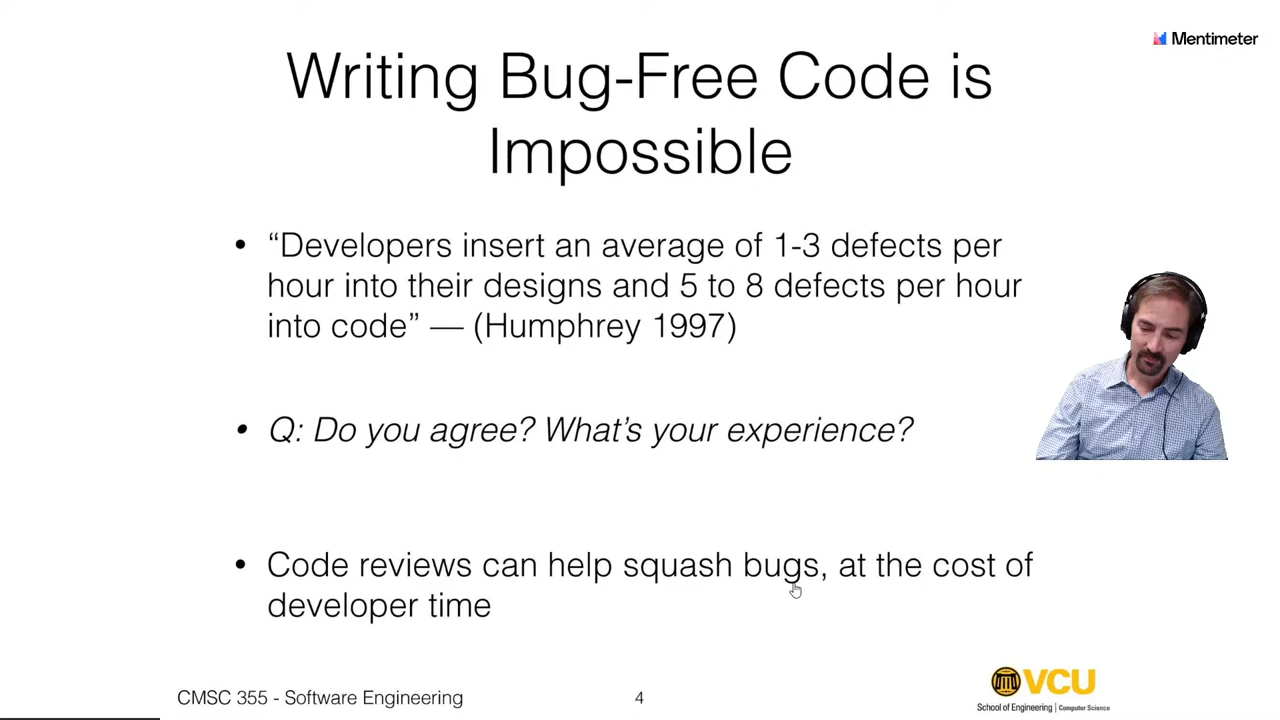 Mentimeter
Writing Bug-Free Code is
Impossible
• “Developers insert an average of 1-3 defects per
hour into their designs and 5 to 8 defects per hour
into code” — (Humphrey 1997)
• Q: Do you agree? What’s your experience?
• Code reviews can help squash bugs, at the cost of
developer time
CMSC 355 - Software Engineering
4
VCU
School of Engineering | Computer Science